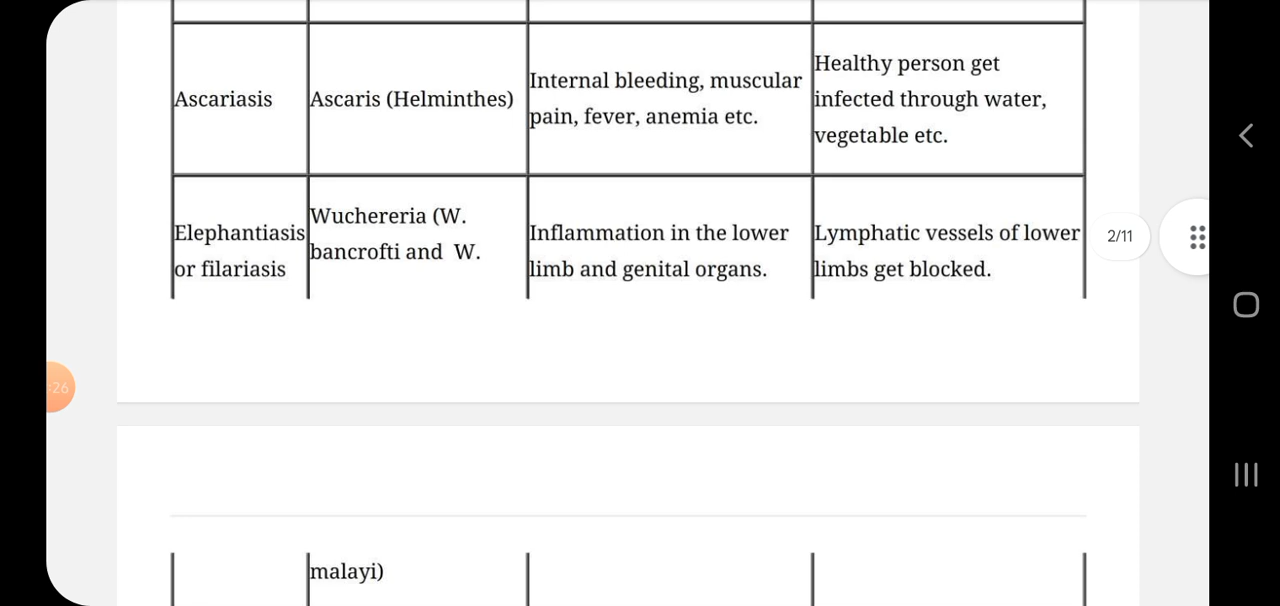 Ascariasis
Ascaris (Helminthes)
Internal bleeding, muscular
pain, fever, anemia etc.
Healthy person get
infected through water,
vegetable etc.
Elephantiasis
or filariasis
Wuchereria (W.
bancrofti and W.
Inflammation in the lower
limb and genital organs.
Lymphatic vessels of lower
limbs get blocked.
2/11
:26
malayi)